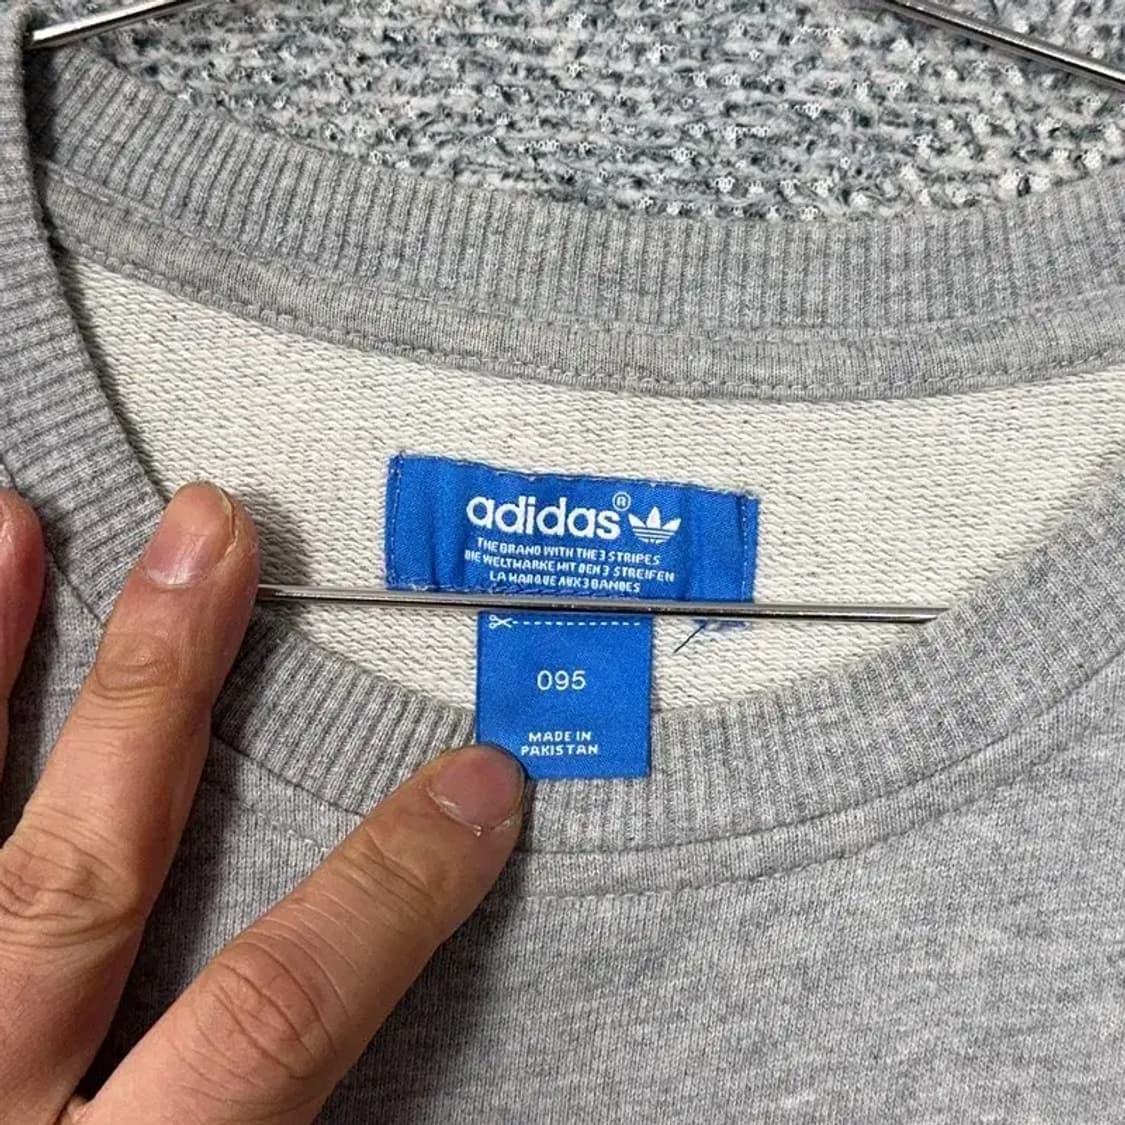 adidas®
THE BRAND WITH THE 3 STRIPES
DIE WELTMARKE MIT DEN 3 STREIFEN
LA MARQUE AUX 3 BANDES
095
MADE IN
PAKISTAN